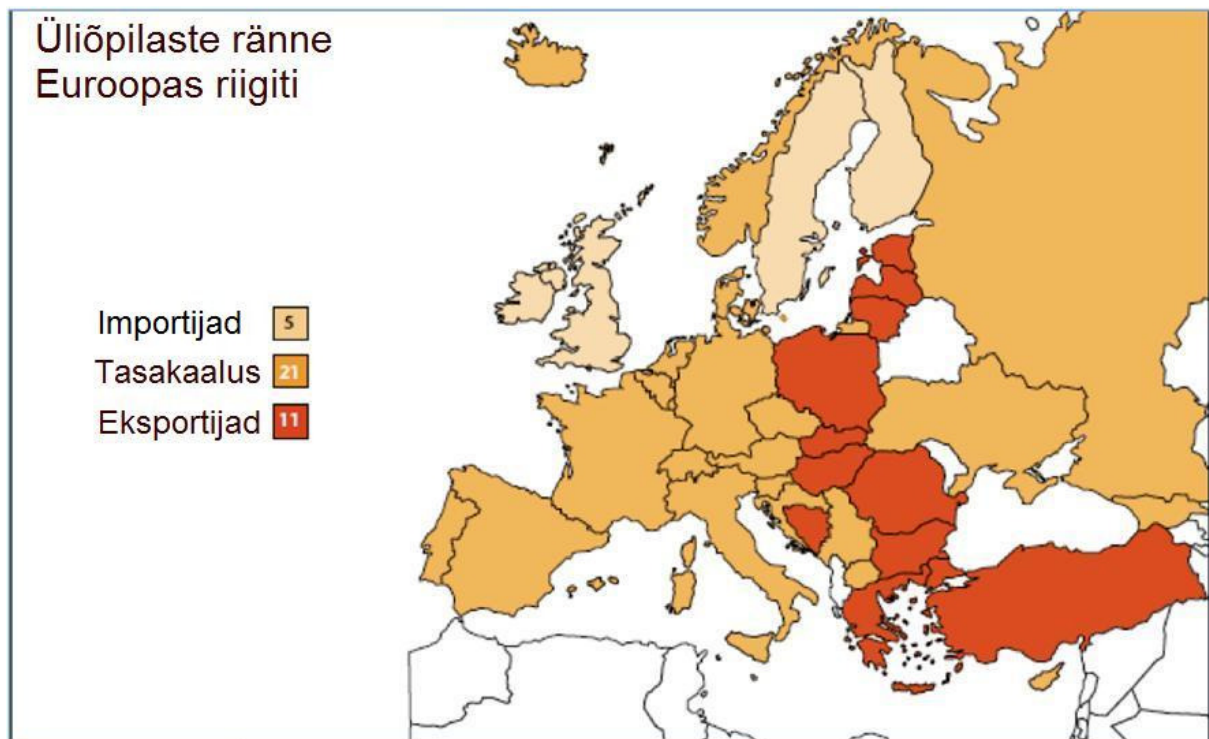 Üliõpilaste ränne
Euroopas riigiti
Importijad 5
Tasakaalus 21
Eksportijad 11